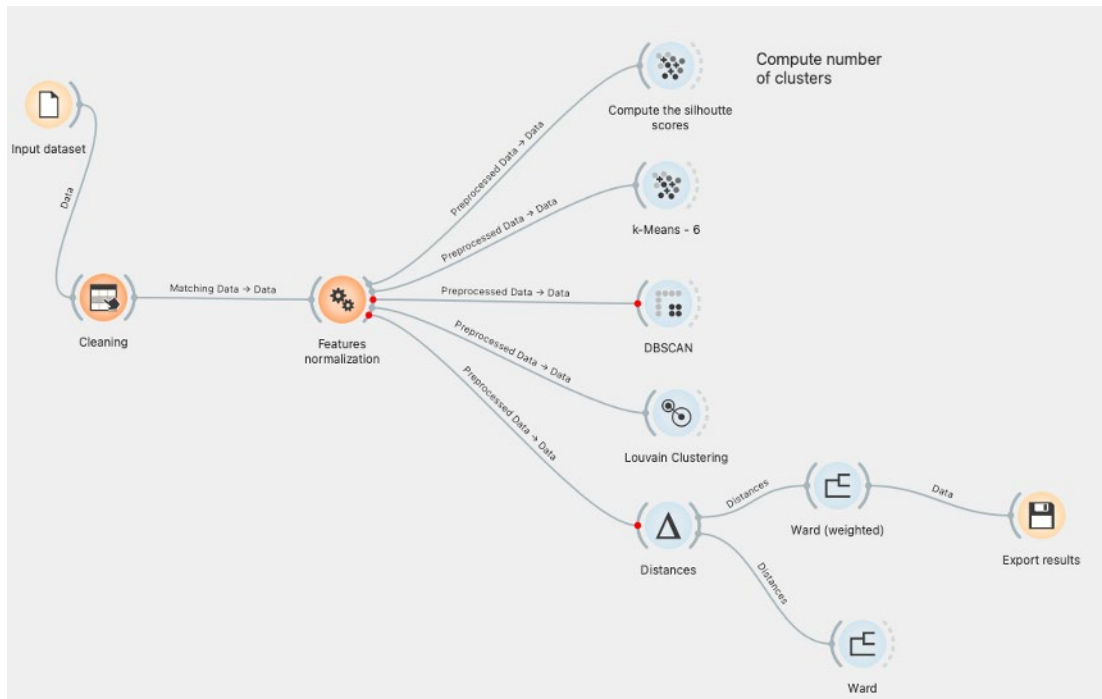 Compute number
of clusters
Compute the silhoutte
scores
Preprocessed Data → Data
Input dataset
Data
k-Means - 6
Preprocessed Data → Data
Matching Data → Data
Preprocessed Data → Data
Cleaning
Features
normalization
DBSCAN
Preprocessed Data → Data
Louvain Clustering
Preprocessed Data → Data
Distances
Ward (weighted)
Data
Export results
Distances
Distances
Ward